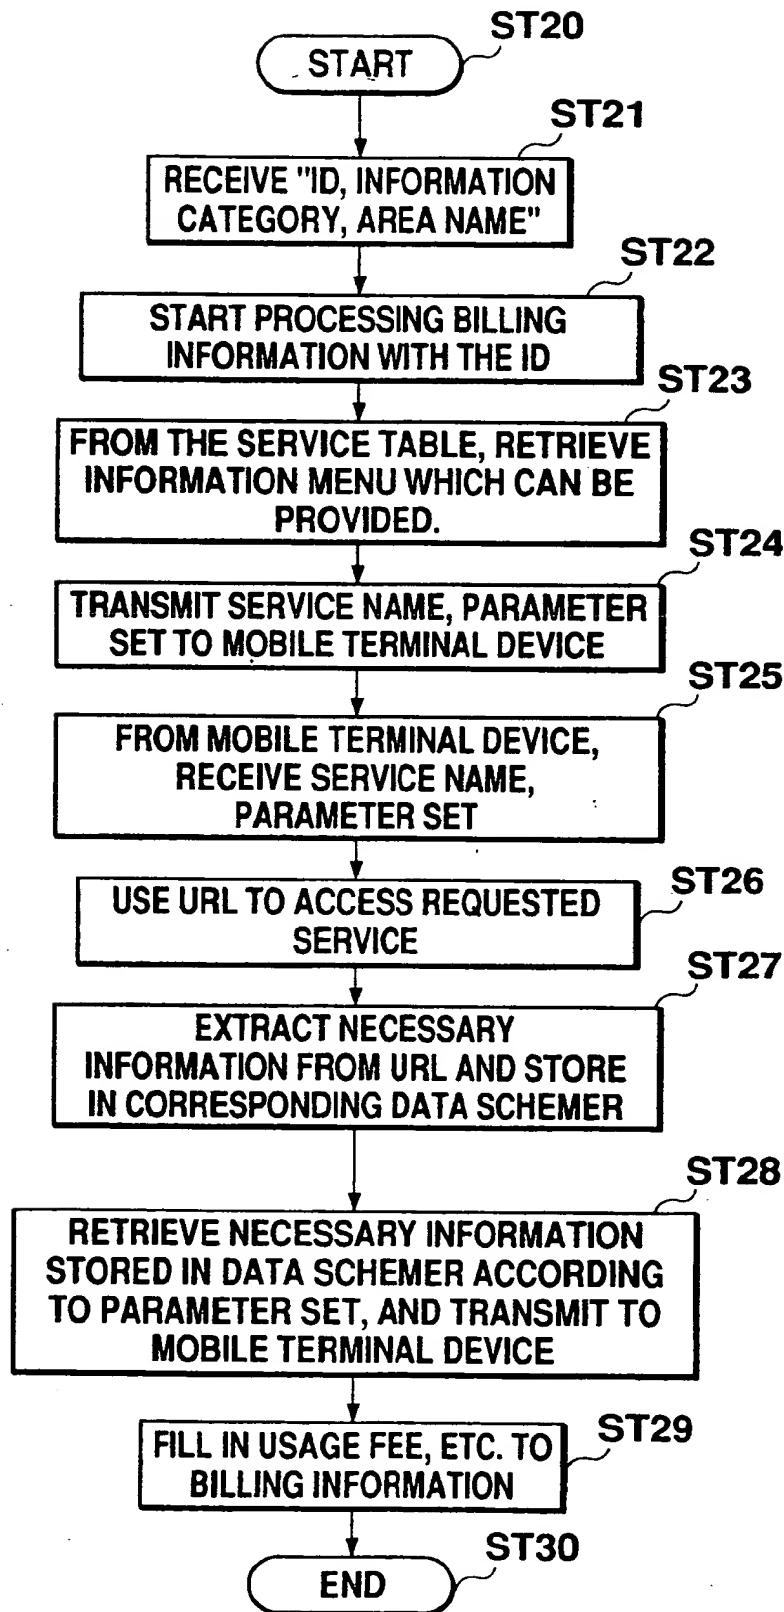 ST20
START
ST21
RECEIVE "ID, INFORMATION
CATEGORY, AREA NAME"
ST22
START PROCESSING BILLING
INFORMATION WITH THE ID
ST23
FROM THE SERVICE TABLE, RETRIEVE
INFORMATION MENU WHICH CAN BE
PROVIDED.
ST24
TRANSMIT SERVICE NAME, PARAMETER
SET TO MOBILE TERMINAL DEVICE
ST25
FROM MOBILE TERMINAL DEVICE,
RECEIVE SERVICE NAME,
PARAMETER SET
ST26
USE URL TO ACCESS REQUESTED
SERVICE
ST27
EXTRACT NECESSARY
INFORMATION FROM URL AND STORE
IN CORRESPONDING DATA SCHEMER
ST28
RETRIEVE NECESSARY INFORMATION
STORED IN DATA SCHEMER ACCORDING
TO PARAMETER SET, AND TRANSMIT TO
MOBILE TERMINAL DEVICE
ST29
FILL IN USAGE FEE, ETC. TO
BILLING INFORMATION
ST30
END